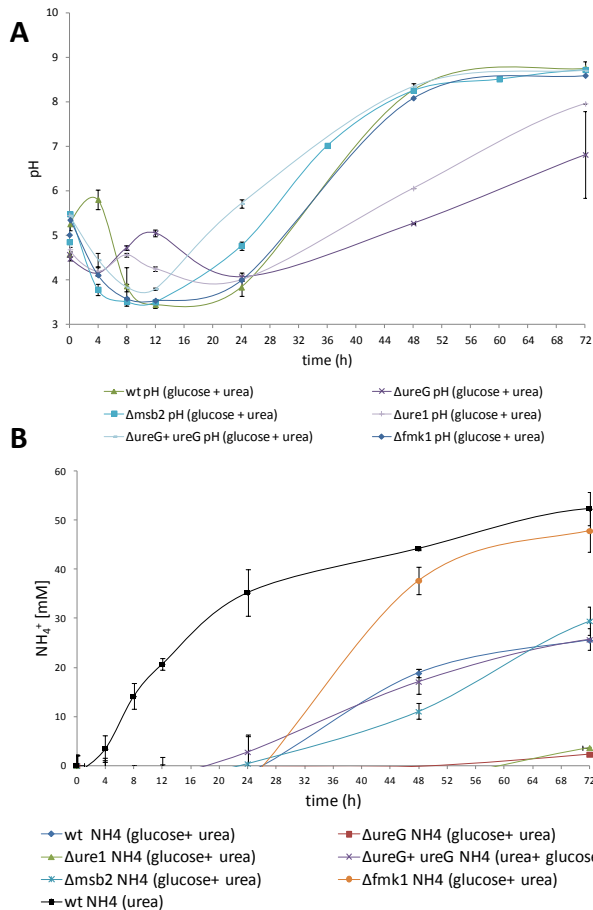 A
9
8
7
6
5
4
3
pH
0 4 8 12 16 20 24 28 32 36 40 44 48 52 56 60 64 68 72
time (h)
wt pH (glucose + urea) ΔureG pH (glucose + urea)
Δmsb2 pH (glucose + urea) Δure1 pH (glucose + urea)
ΔureG+ ureG pH (glucose + urea) Δfmk1 pH (glucose + urea)
B
60
50
40
30
20
10
0
NH₄⁺ [mM]
0 4 8 12 16 20 24 28 32 36 40 44 48 52 56 60 64 68 72
time (h)
wt NH4 (glucose+ urea) ΔureG NH4 (glucose+ urea)
Δure1 NH4 (glucose+ urea) ΔureG+ ureG NH4 (urea+ glucose
Δmsb2 NH4 (glucose+ urea) Δfmk1 NH4 (glucose+ urea)
wt NH4 (urea)